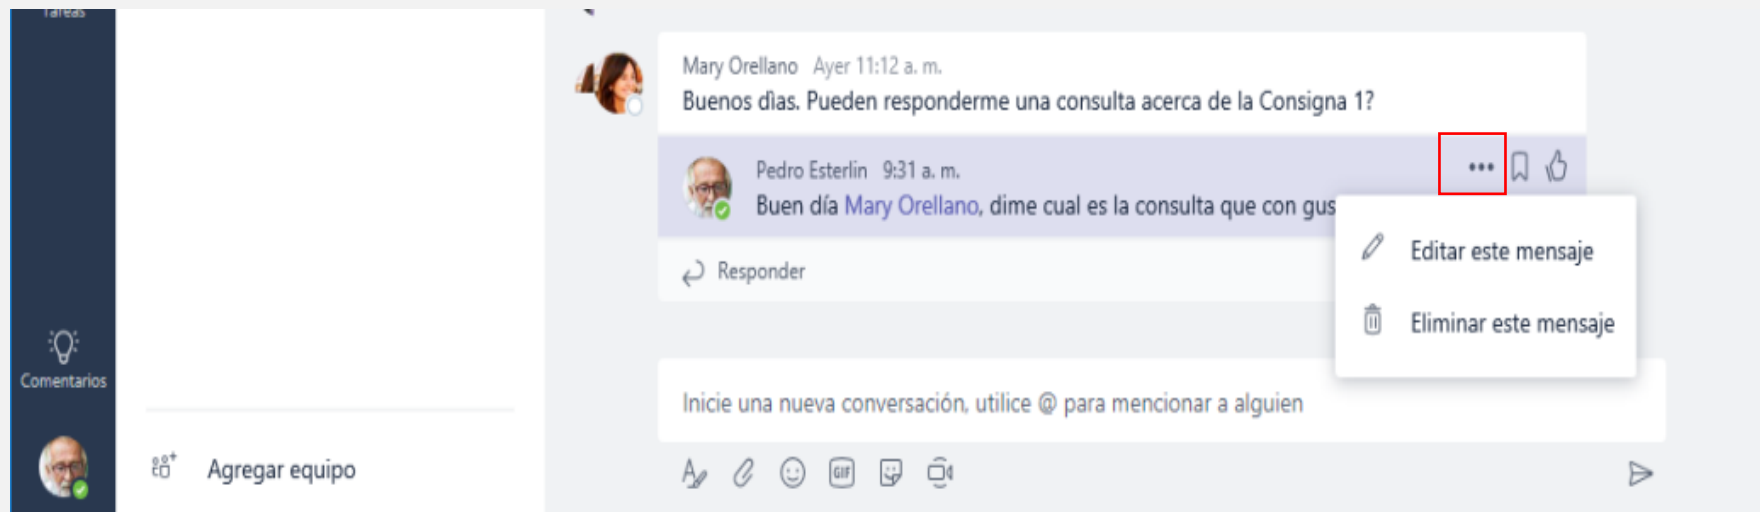 Tareas
Mary Orellano Ayer 11:12 a. m.
Buenos dìas. Pueden responderme una consulta acerca de la Consigna 1?
Pedro Esterlin 9:31 a. m.
Buen día Mary Orellano, dime cual es la consulta que con gus
Editar este mensaje
Responder
Eliminar este mensaje
Comentarios
Inicie una nueva conversación, utilice @ para mencionar a alguien
Agregar equipo
GIF